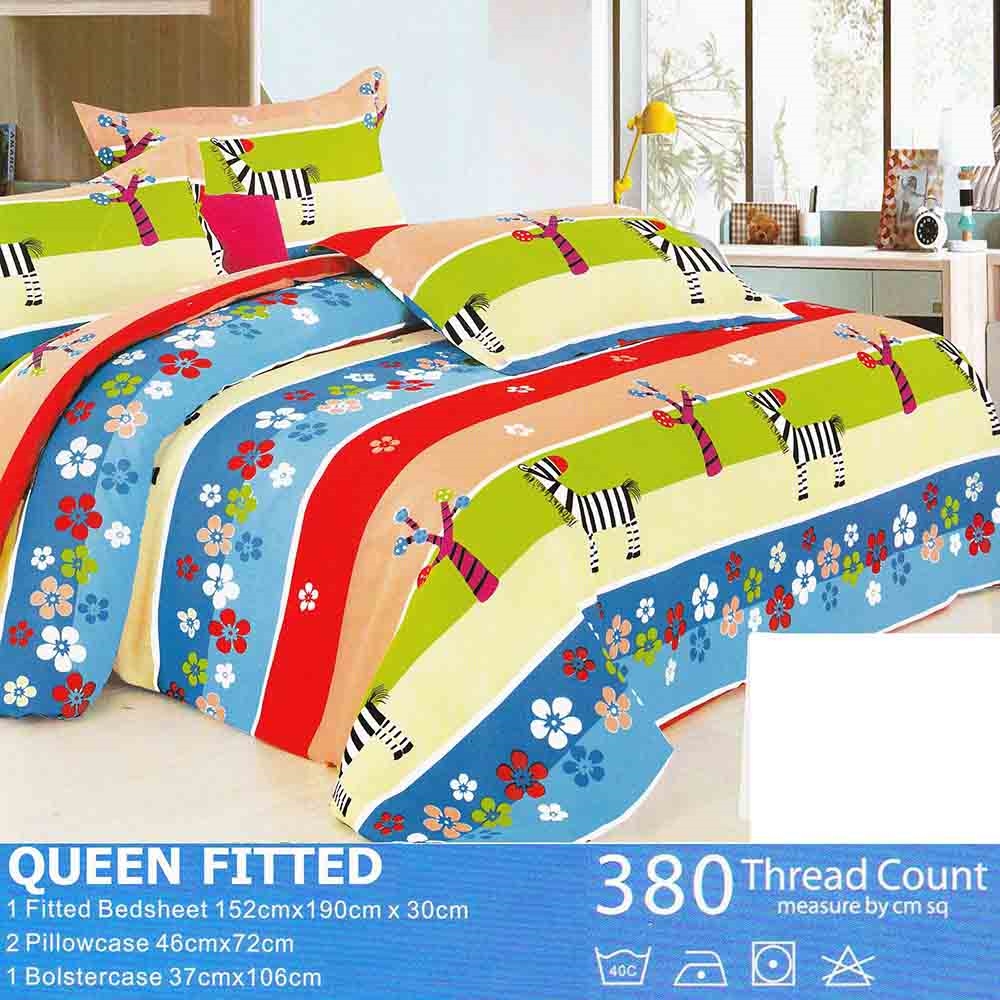 QUEEN FITTED
1 Fitted Bedsheet 152cmx190cm x 30cm
2 Pillowcase 46cmx72cm
1 Bolstercase 37cmx106cm
380 Thread Count
measure by cm sq
40C